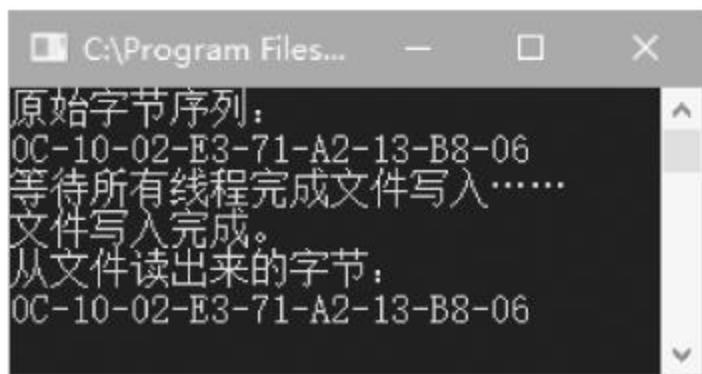 C:\Program Files...
原始字节序列：
0C-10-02-E3-71-A2-13-B8-06
等待所有线程完成文件写入……
文件写入完成。
从文件读出来的字节：
0C-10-02-E3-71-A2-13-B8-06